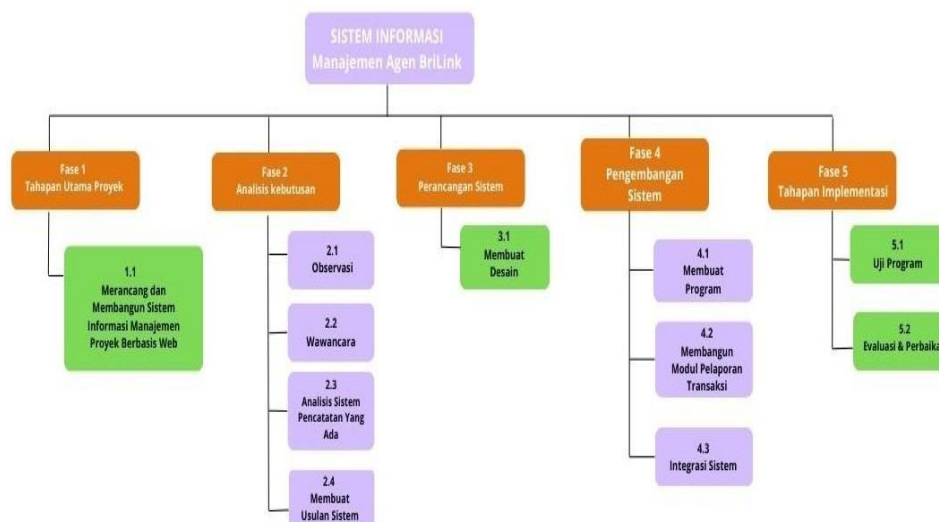 SISTEM INFORMASI
Manajemen Agen BriLink
Fase 1
Tahapan Utama Proyek
Fase 2
Analisis kebutusan
Fase 3
Perancangan Sistem
Fase 4
Pengembangan
Sistem
Fase 5
Tahapan Implementasi
1.1
Merancang dan
Membangun Sistem
Informasi Manajemen
Proyek Berbasis Web
2.1
Observasi
2.2
Wawancara
2.3
Analisis Sistem
Pencatatan Yang
Ada
2.4
Membuat
Usulan Sistem
3.1
Membuat
Desain
4.1
Membuat
Program
4.2
Membangun
Modul Pelaporan
Transaksi
4.3
Integrasi Sistem
5.1
Uji Program
5.2
Evaluasi & Perbaika